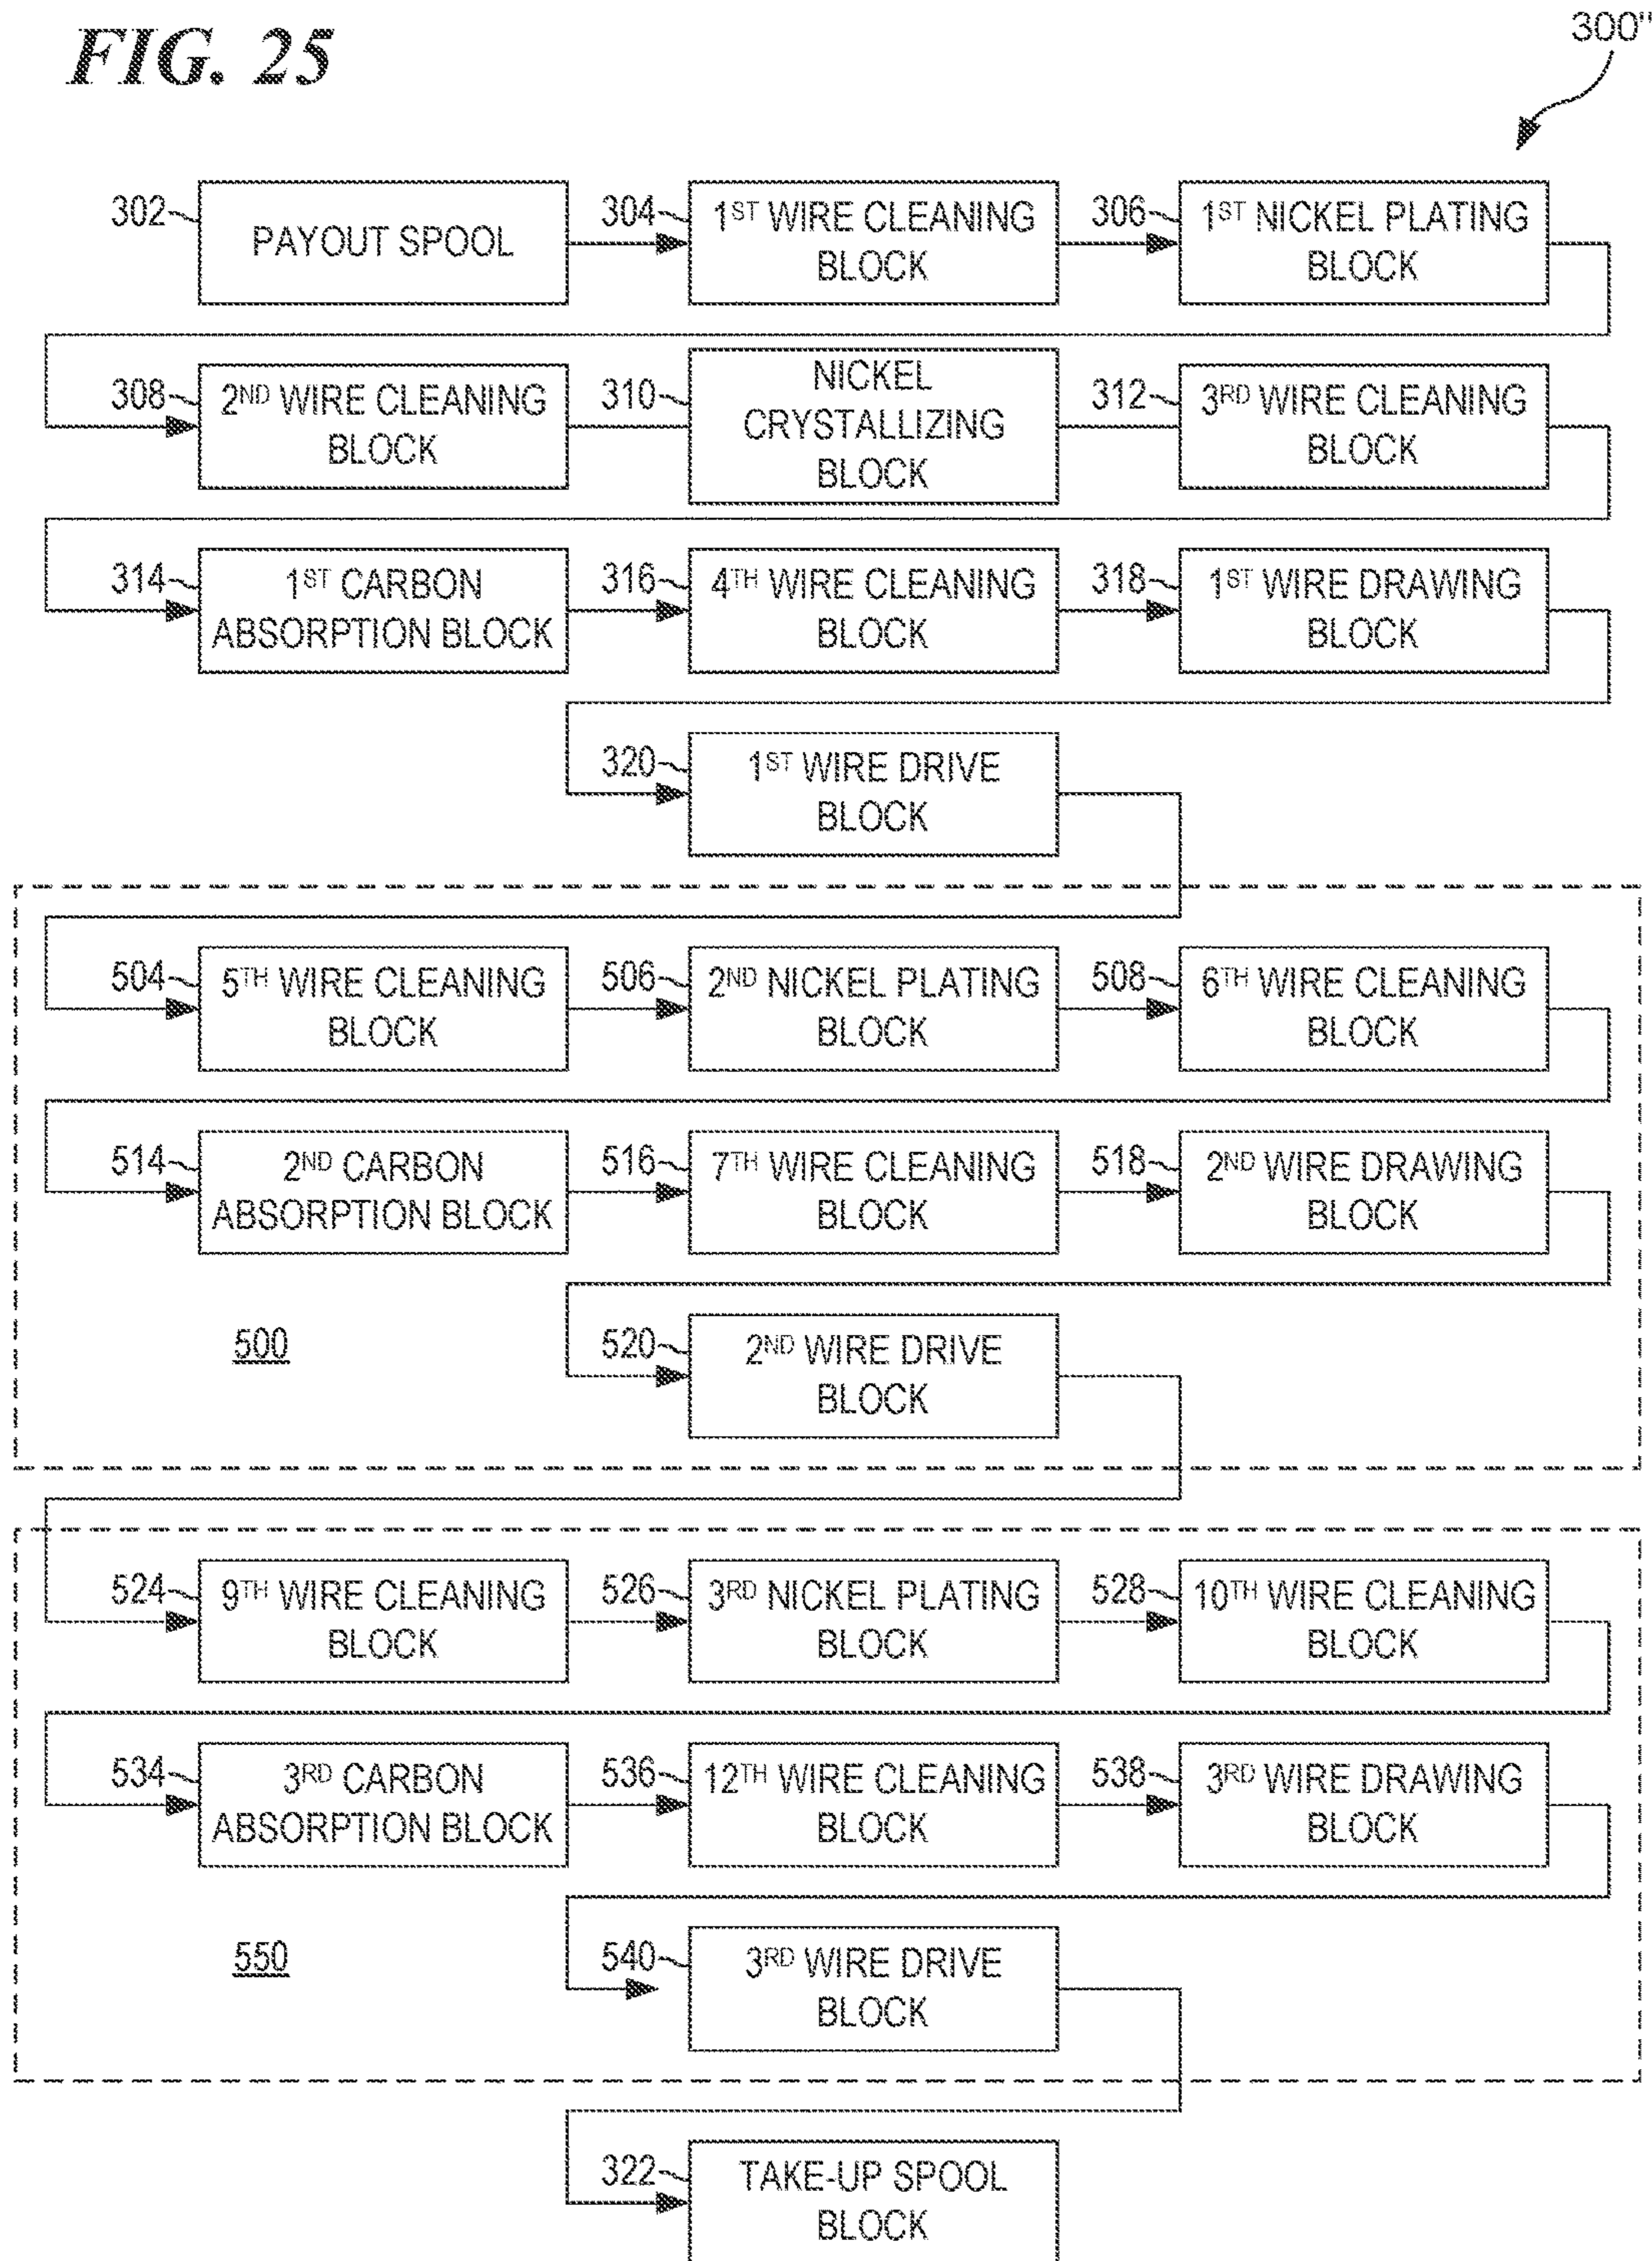 FIG. 25
300"
302
PAYOUT SPOOL
304
1ST WIRE CLEANING
BLOCK
306
1ST NICKEL PLATING
BLOCK
308
2ND WIRE CLEANING
BLOCK
310
NICKEL
CRYSTALLIZING
BLOCK
312
3RD WIRE CLEANING
BLOCK
314
1ST CARBON
ABSORPTION BLOCK
316
4TH WIRE CLEANING
BLOCK
318
1ST WIRE DRAWING
BLOCK
320
1ST WIRE DRIVE
BLOCK
504
5TH WIRE CLEANING
BLOCK
506
2ND NICKEL PLATING
BLOCK
508
6TH WIRE CLEANING
BLOCK
514
2ND CARBON
ABSORPTION BLOCK
516
7TH WIRE CLEANING
BLOCK
518
2ND WIRE DRAWING
BLOCK
500
520
2ND WIRE DRIVE
BLOCK
524
9TH WIRE CLEANING
BLOCK
526
3RD NICKEL PLATING
BLOCK
528
10TH WIRE CLEANING
BLOCK
534
3RD CARBON
ABSORPTION BLOCK
536
12TH WIRE CLEANING
BLOCK
538
3RD WIRE DRAWING
BLOCK
550
540
3RD WIRE DRIVE
BLOCK
322
TAKE-UP SPOOL
BLOCK